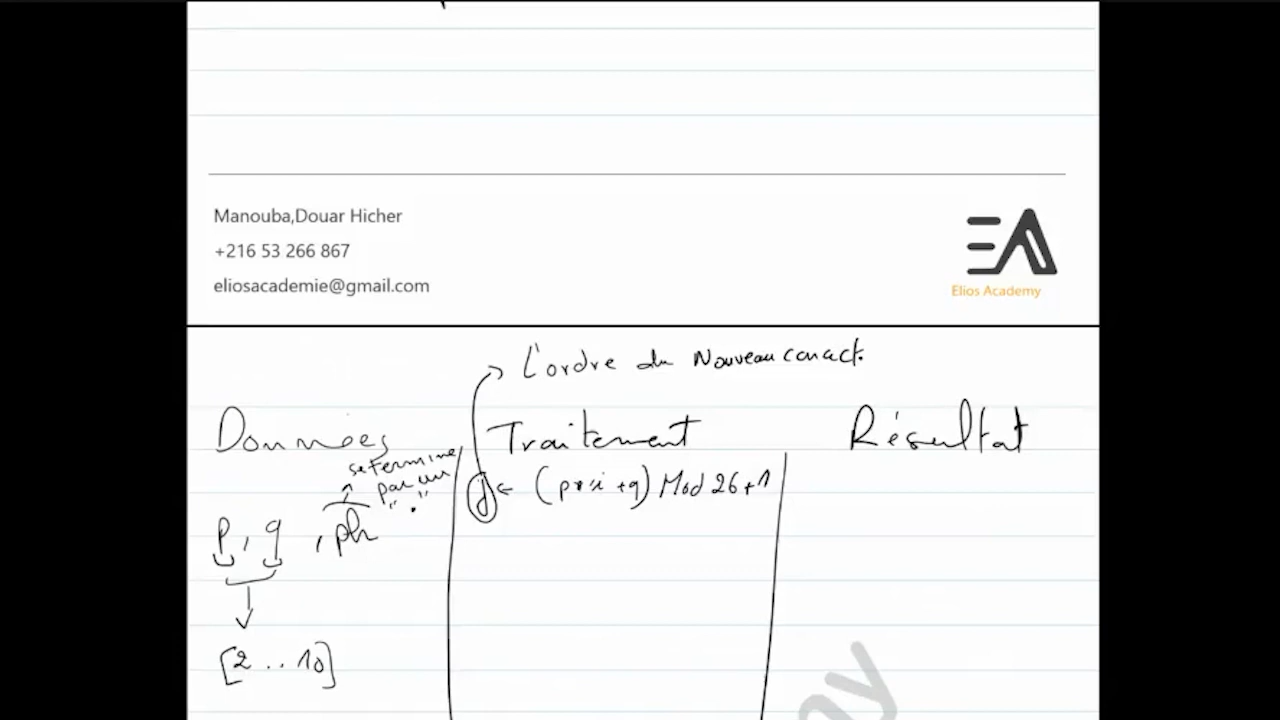 Manouba,Douar Hicher
+216 53 266 867
eliosacademie@gmail.com
Elios Academy
L'ordre du Nouveau caract.
Données
Traitement
Résultat
se termine
par un
"."
p, q, ph
j ← (p*i+q) Mod 26+1
[2..10]
my